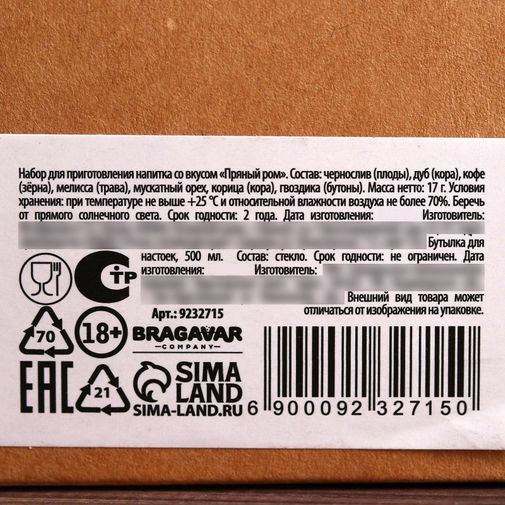 Набор для приготовления напитка со вкусом «Пряный ром». Состав: чернослив (плоды), дуб (кора), кофе
(зёрна), мелисса (трава), мускатный орех, корица (кора), гвоздика (бутоны). Масса нетто: 17 г. Условия
хранения: при температуре не выше +25 °С и относительной влажности воздуха не более 70%. Беречь
от прямого солнечного света. Срок годности: 2 года. Дата изготовления: Изготовитель:
Бутылка для
настоек, 500 мл. Состав: стекло. Срок годности: не ограничен. Дата
изготовления: Изготовитель:
Внешний вид товара может
отличаться от изображения на упаковке.
СТР
Арт.: 9232715
70
18+
BRAGAVAR
COMPANY
EAC
21
SIMA
LAND
SIMA-LAND.RU
6 900092 327150